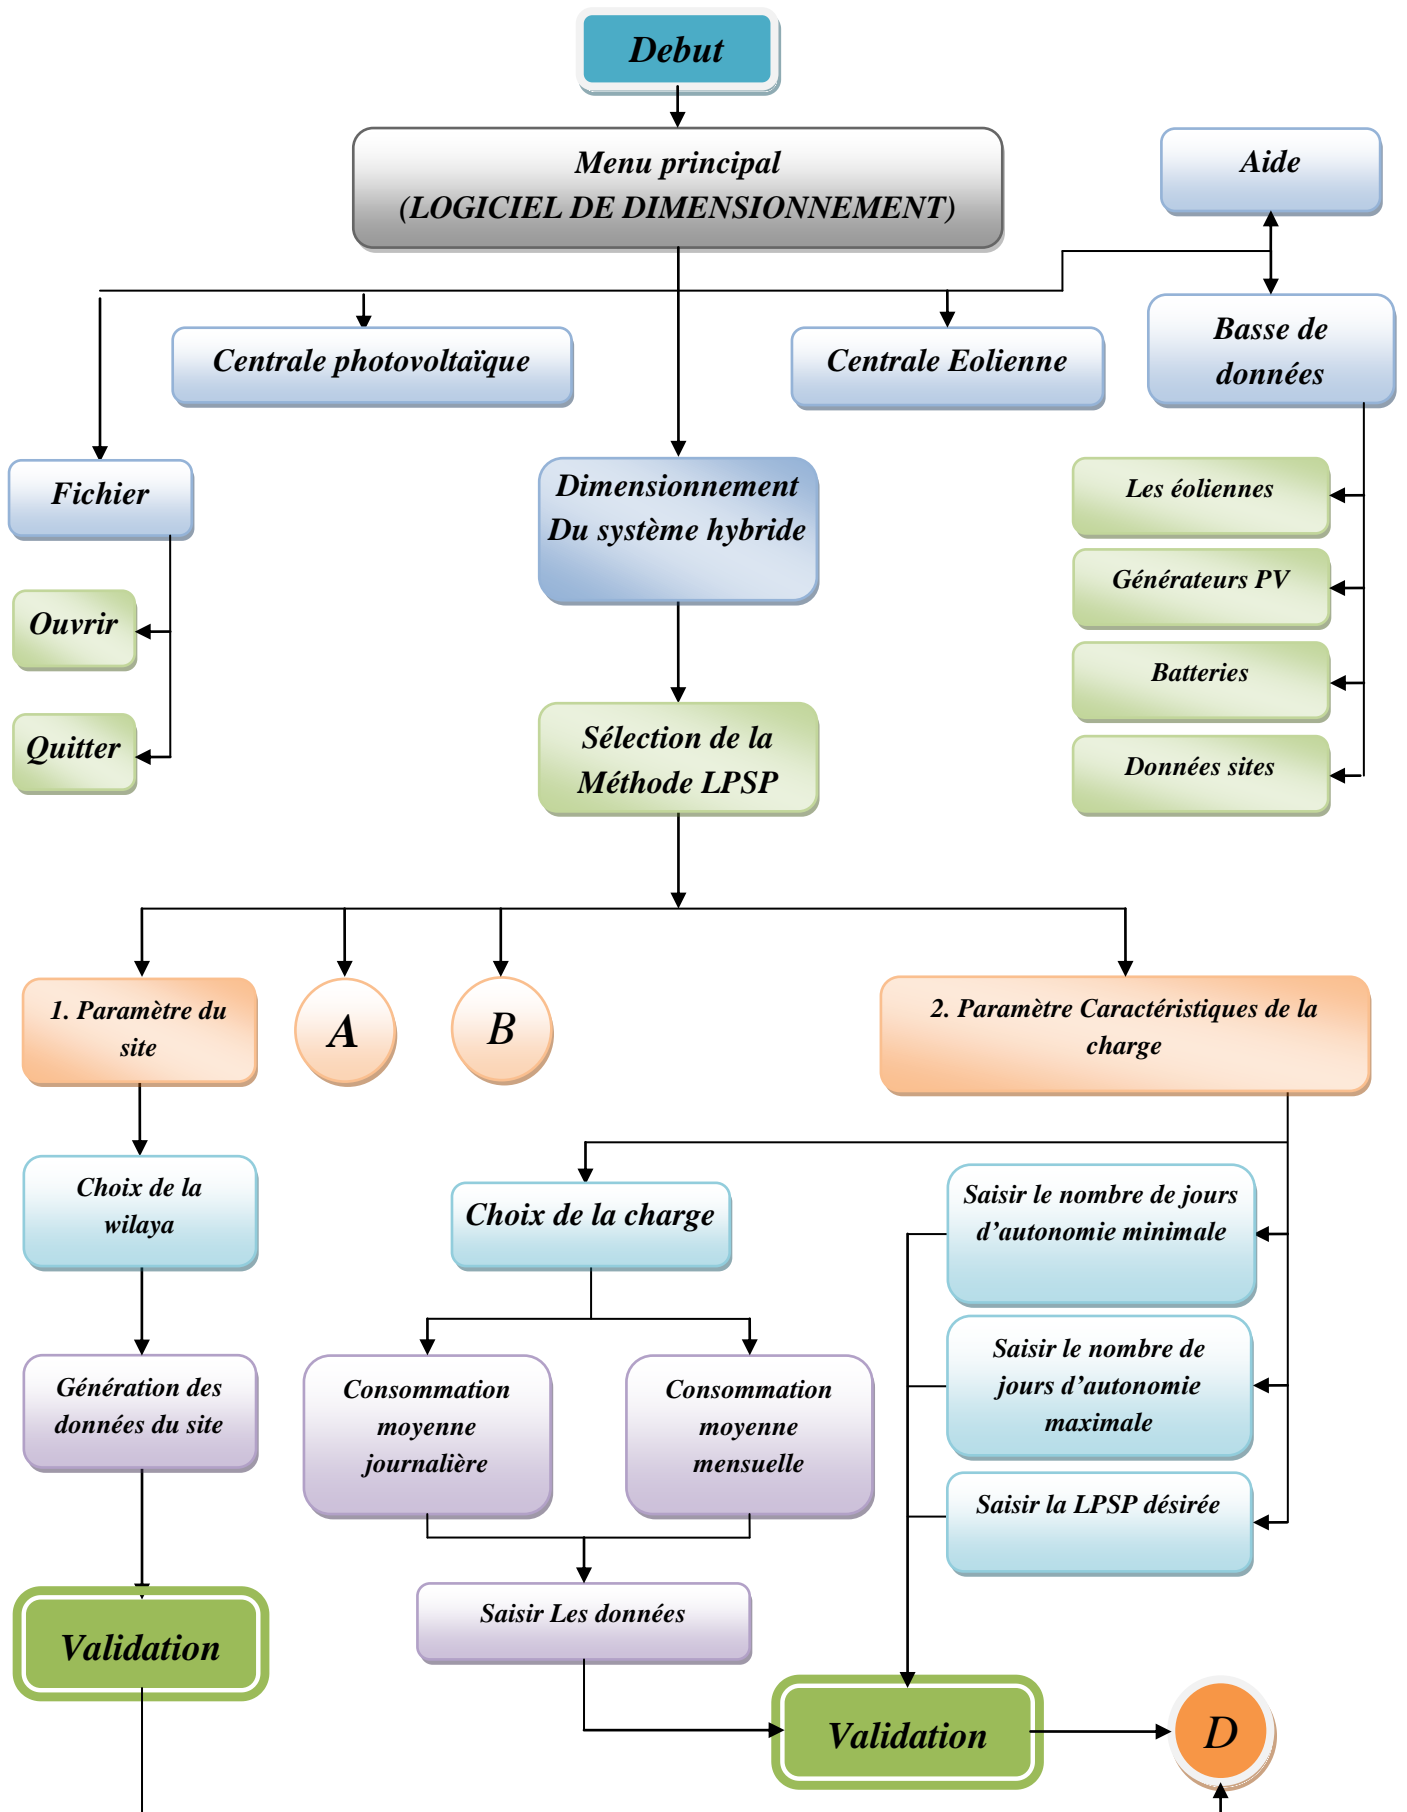 Debut
Menu principal
(LOGICIEL DE DIMENSIONNEMENT)
Aide
Centrale photovoltaïque
Centrale Eolienne
Basse de
données
Fichier
Ouvrir
Quitter
Dimensionnement
Du système hybride
Les éoliennes
Générateurs PV
Batteries
Données sites
Sélection de la
Méthode LPSP
1. Paramètre du
site
A
B
2. Paramètre Caractéristiques de la
charge
Choix de la
wilaya
Choix de la charge
Saisir le nombre de jours
d’autonomie minimale
Génération des
données du site
Consommation
moyenne
journalière
Consommation
moyenne
mensuelle
Saisir le nombre de
jours d’autonomie
maximale
Saisir la LPSP désirée
Saisir Les données
Validation
Validation
D